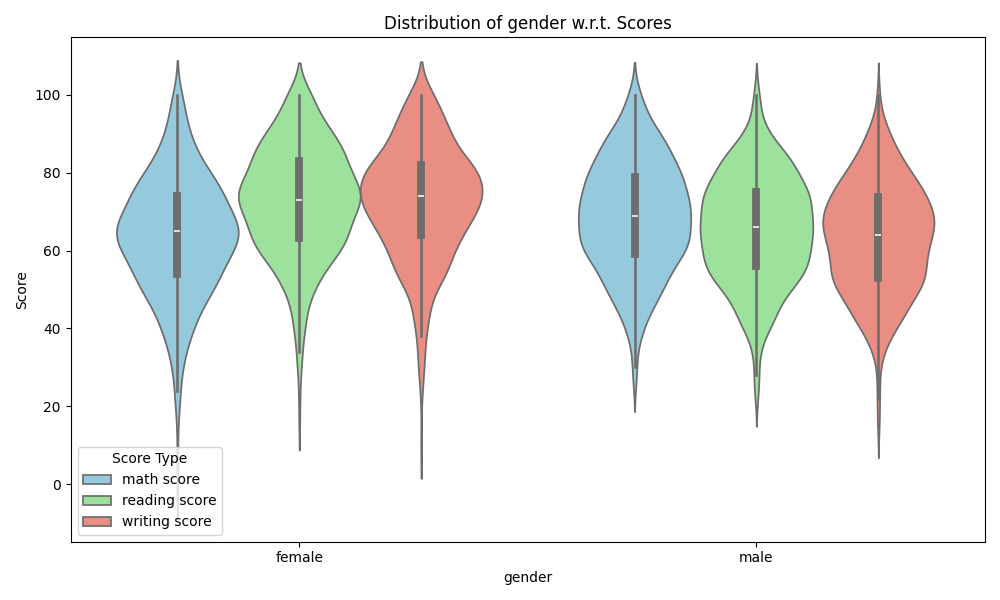 Distribution of gender w.r.t. Scores
Score
100
80
60
40
20
0
Score Type
math score
reading score
writing score
female
male
gender